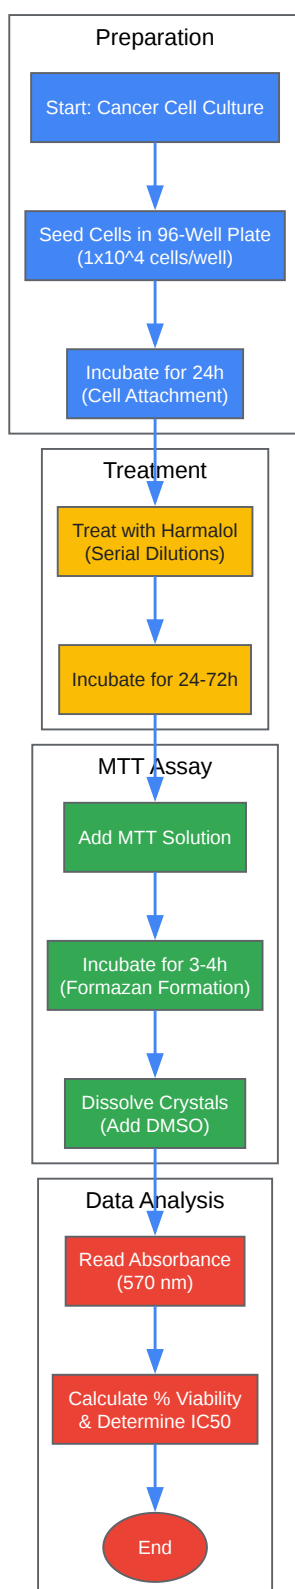 Preparation
Start: Cancer Cell Culture
Seed Cells in 96-Well Plate
(1x10^4 cells/well)
Incubate for 24h
(Cell Attachment)
Treatment
Treat with Harmalol
(Serial Dilutions)
Incubate for 24-72h
MTT Assay
Add MTT Solution
Incubate for 3-4h
(Formazan Formation)
Dissolve Crystals
(Add DMSO)
Data Analysis
Read Absorbance
(570 nm)
Calculate % Viability
& Determine IC50
End